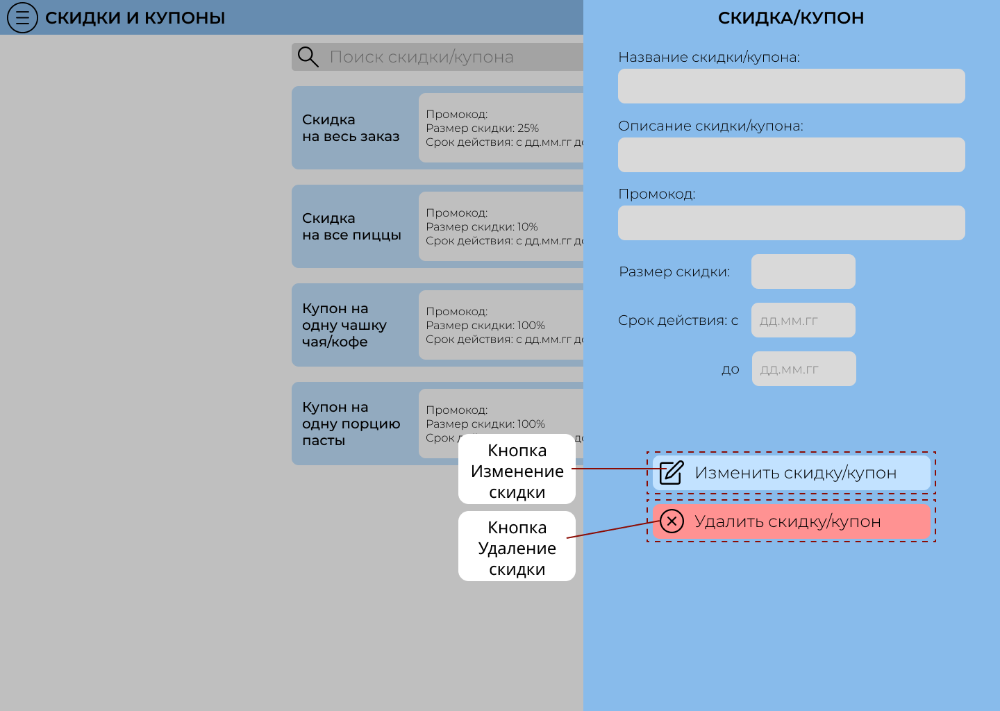 СКИДКИ И КУПОНЫ
Поиск скидки/купона
Скидка
на весь заказ
Промокод:
Размер скидки: 25%
Срок действия: с дд.мм.гг до
Скидка
на все пиццы
Промокод:
Размер скидки: 10%
Срок действия: с дд.мм.гг до
Купон на
одну чашку
чая/кофе
Промокод:
Размер скидки: 100%
Срок действия: с дд.мм.гг до
Купон на
одну порцию
пасты
Промокод:
Размер скидки: 100%
Срок
до
Кнопка
Изменение
скидки
Кнопка
Удаление
скидки
СКИДКА/КУПОН
Название скидки/купона:
Описание скидки/купона:
Промокод:
Размер скидки:
Срок действия: с дд.мм.гг
до дд.мм.гг
Изменить скидку/купон
Удалить скидку/купон